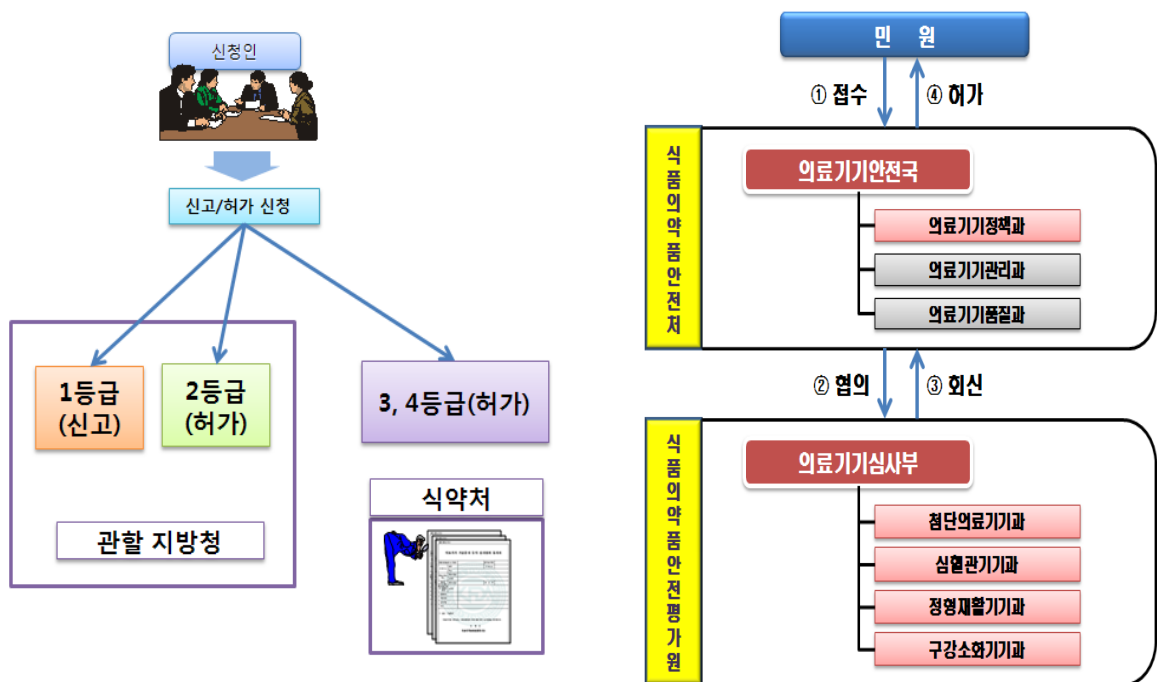 신청인
신고/허가 신청
1등급
(신고)
2등급
(허가)
3, 4등급(허가)
관할 지방청
식약처
민 원
① 접수
④ 허가
식품의약품안전처
의료기기안전국
의료기기정책과
의료기기관리과
의료기기품질과
② 협의
③ 회신
식품의약품안전평가원
의료기기심사부
첨단의료기기과
심혈관기기과
정형재활기기과
구강소화기기과